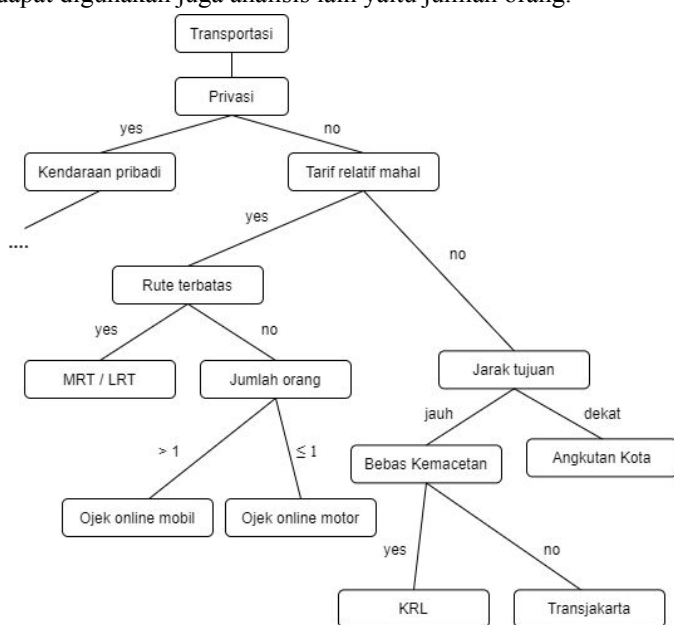 dapat digunakan juga analisis lain yaitu jumlah orang.
Transportasi
Privasi
yes
no
Kendaraan pribadi
Tarif relatif mahal
....
yes
no
Rute terbatas
yes
no
MRT / LRT
Jumlah orang
Jarak tujuan
jauh
dekat
> 1
≤ 1
Bebas Kemacetan
Angkutan Kota
Ojek online mobil
Ojek online motor
yes
no
KRL
Transjakarta